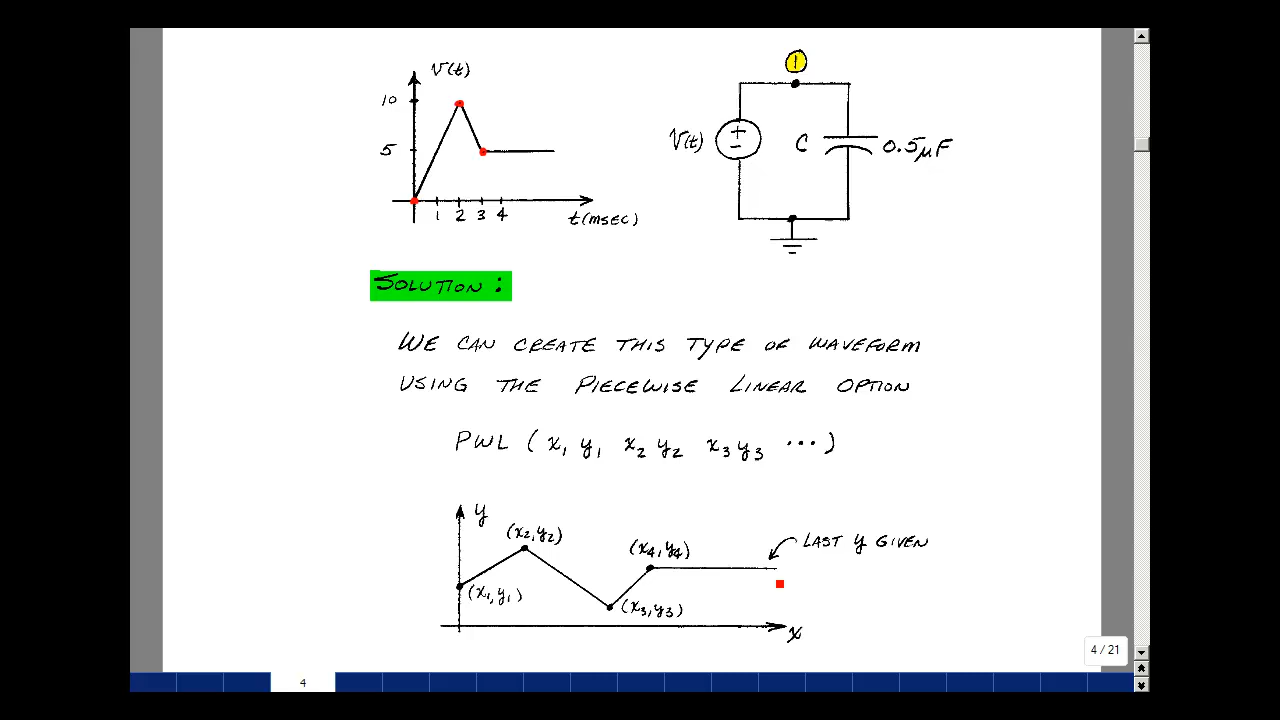 V(t)
10
5
1 2 3 4
t (msec)
1
V(t)
+
-
C
0.5μF
SOLUTION:
WE CAN CREATE THIS TYPE OF WAVEFORM
USING THE PIECEWISE LINEAR OPTION
PWL (x₁ y₁ x₂ y₂ x₃ y₃ ...)
y
(x₂,y₂)
(x₄,y₄)
LAST y GIVEN
(x₁,y₁)
(x₃,y₃)
x
4 / 21
4